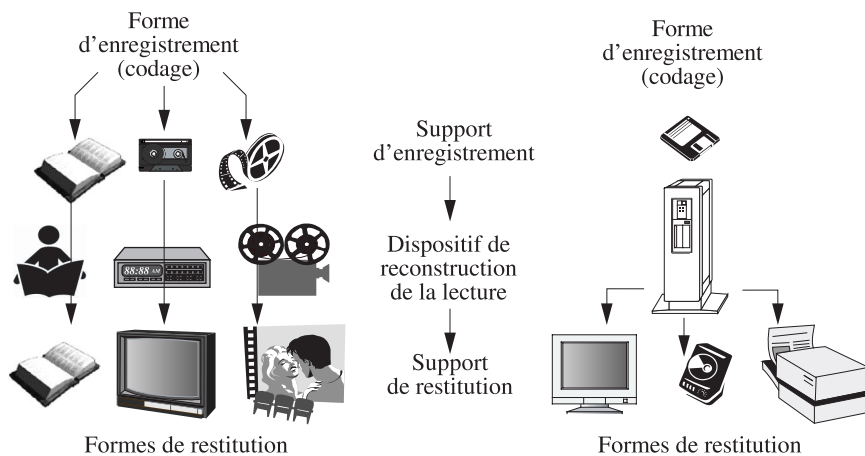 Forme
d'enregistrement
(codage)
Forme
d'enregistrement
(codage)
Support
d'enregistrement
88:88 AM
Dispositif de
reconstruction
de la lecture
Support
de restitution
Formes de restitution
Formes de restitution